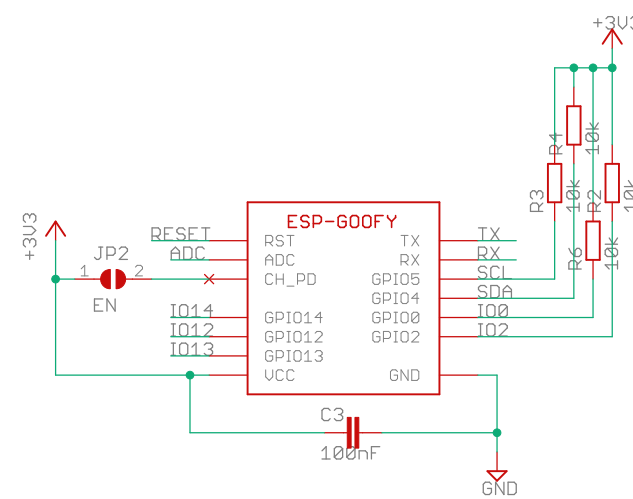 +3V3
R4
10k
R3
10k
R2
10k
R6
10k
+3V3
JP2
1
2
EN
ESP-GOOFY
RESET
RST
TX
TX
ADC
ADC
RX
RX
CH_PD
GPIO5
SCL
GPIO4
SDA
IO14
GPIO14
GPIO0
IO0
IO12
GPIO12
GPIO2
IO2
IO13
GPIO13
VCC
GND
C3
100nF
GND